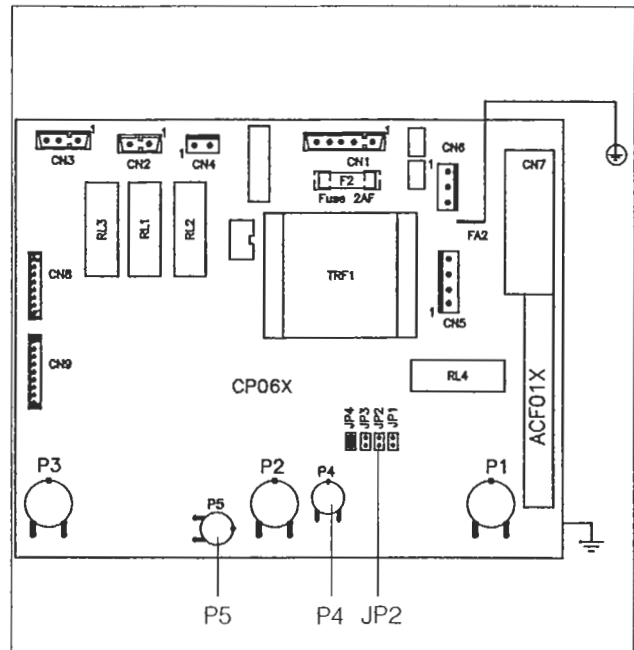 1
1
1
CN3
CN2
1
CN4
CN1
1
CN6
CN7
F2
Fuse 2AF
RL3
RL1
RL2
FA2
CN8
TRF1
1
CN5
CN9
RL4
CP06X
ACF01X
JP4
JP3
JP2
JP1
P3
P2
P4
P1
P5
P5
P4
JP2